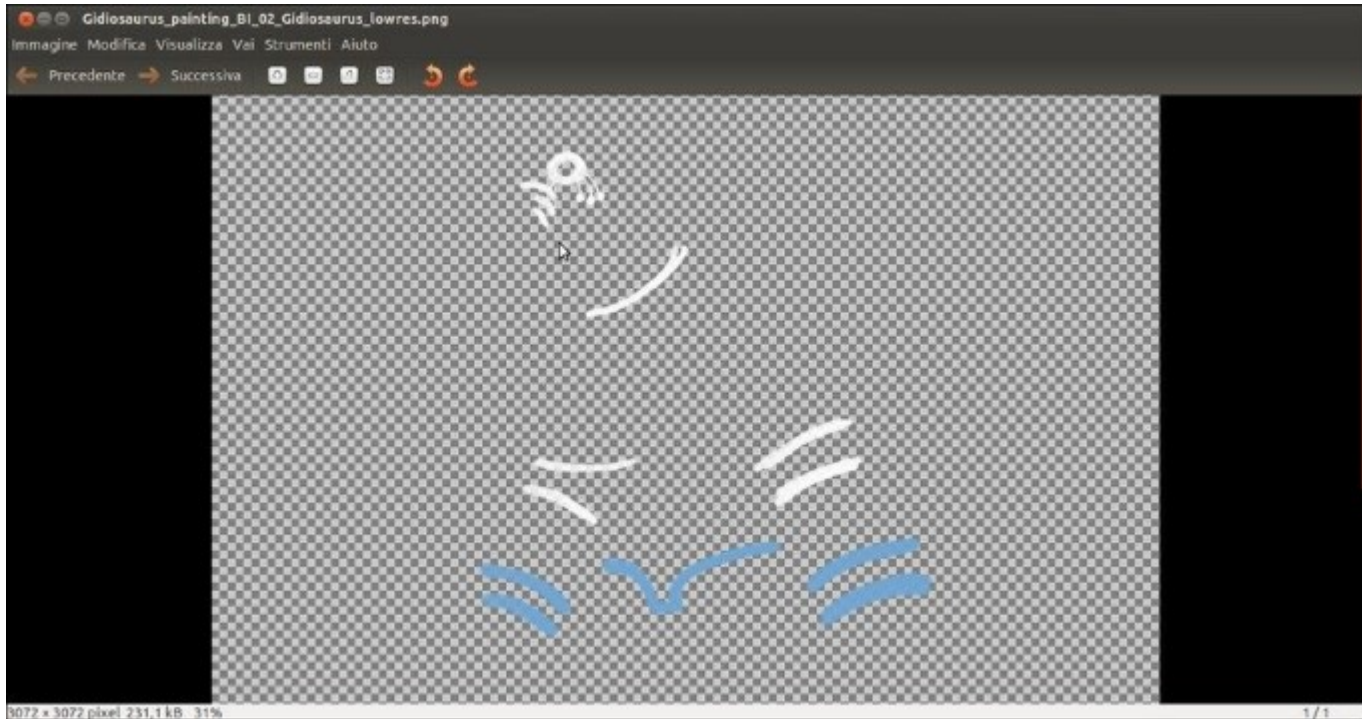 Gidiosaurus_painting_BI_02_Gidiosaurus_lowres.png
Immagine Modifica Visualizza Vai Strumenti Aiuto
Precedente Successiva
3072 × 3072 pixel 231,1 kB 31%
1 / 1